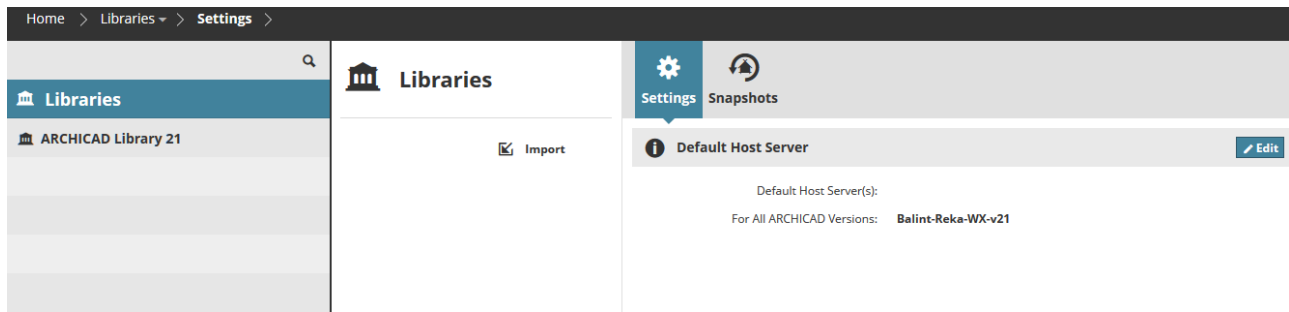 Home > Libraries > Settings >
Libraries
ARCHICAD Library 21
Libraries
Import
Settings
Snapshots
Default Host Server
Edit
Default Host Server(s):
For All ARCHICAD Versions: Balint-Reka-WX-v21